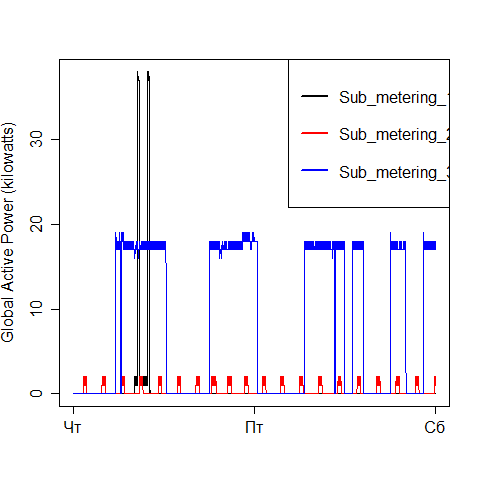 Sub_metering_1
Sub_metering_2
Sub_metering_3
Global Active Power (kilowatts)
30
20
10
0
Чт Пт Сб